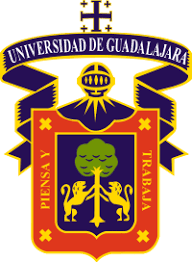 UNIVERSIDAD DE GUADALAJARA
PIENSA Y
TRABAJA